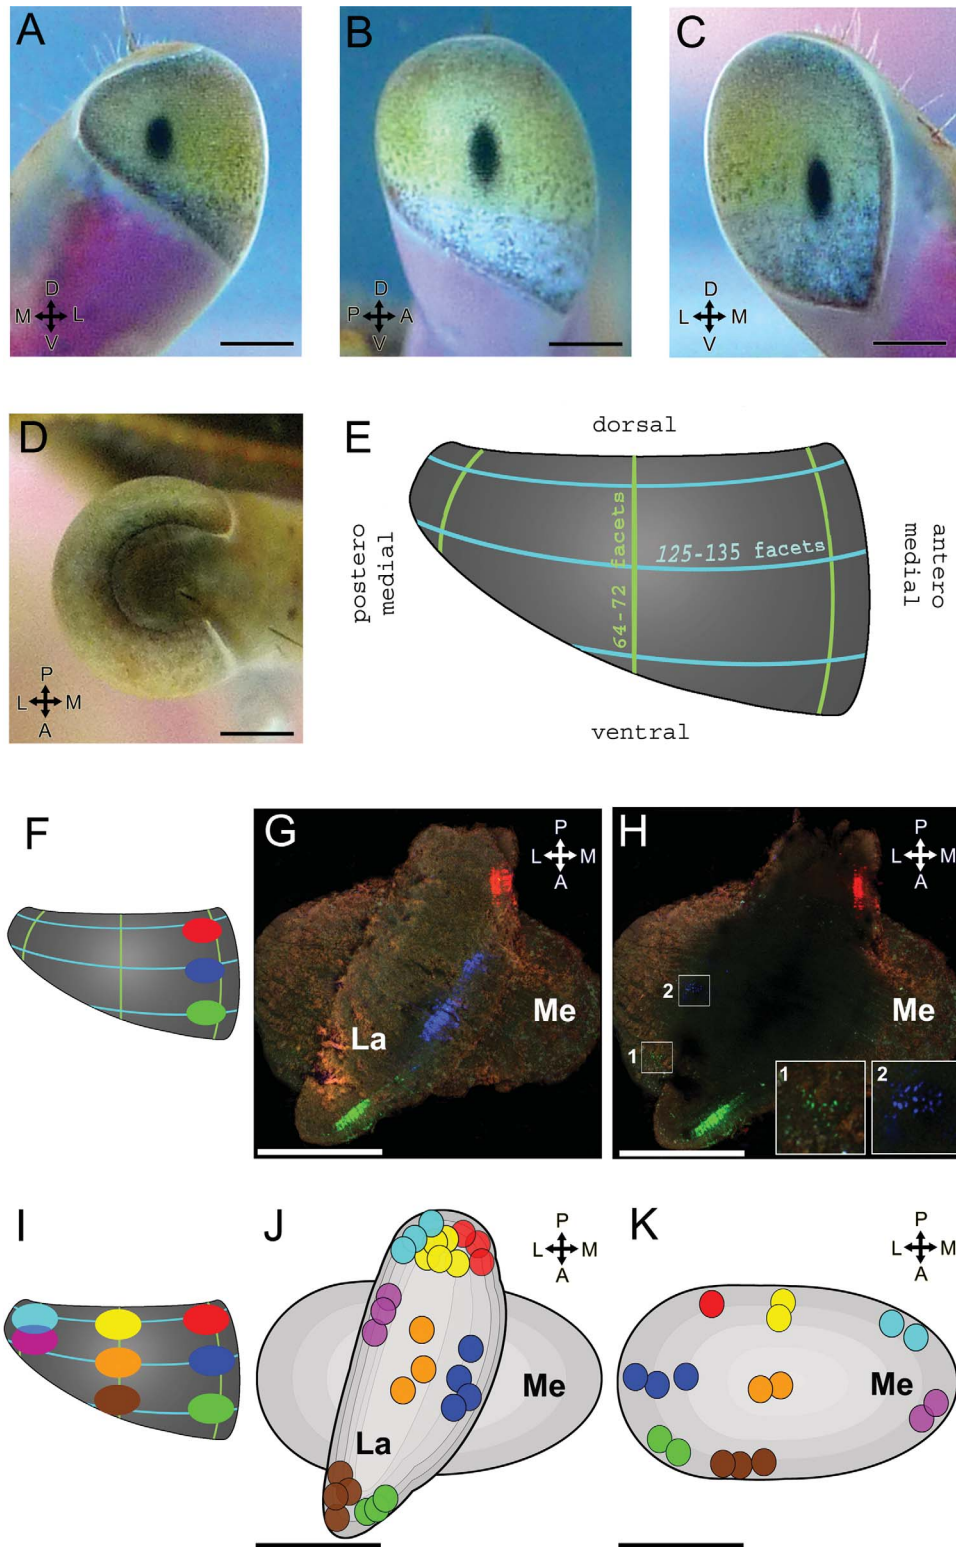 A
B
C
D
M
L
V
D
P
A
V
D
L
M
V
D
P
L
M
A
E
dorsal
postero
medial
64-72 facets
125-135 facets
antero
medial
ventral
F
G
P
L
M
A
La
Me
H
P
L
M
A
2
1
Me
1
2
I
J
P
L
M
A
Me
La
K
P
L
M
A
Me